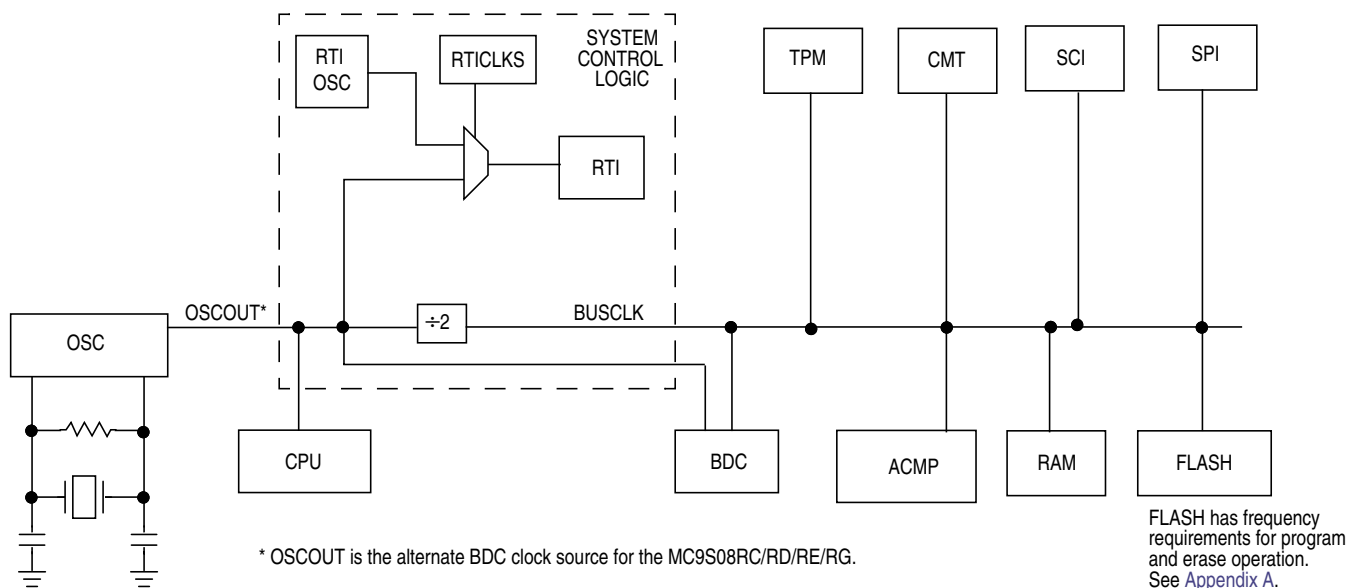 SYSTEM
CONTROL
LOGIC
RTI
OSC
RTICLKS
TPM
CMT
SCI
SPI
RTI
OSCOUT*
÷2
BUSCLK
OSC
CPU
BDC
ACMP
RAM
FLASH
* OSCOUT is the alternate BDC clock source for the MC9S08RC/RD/RE/RG.
FLASH has frequency
requirements for program
and erase operation.
See Appendix A.